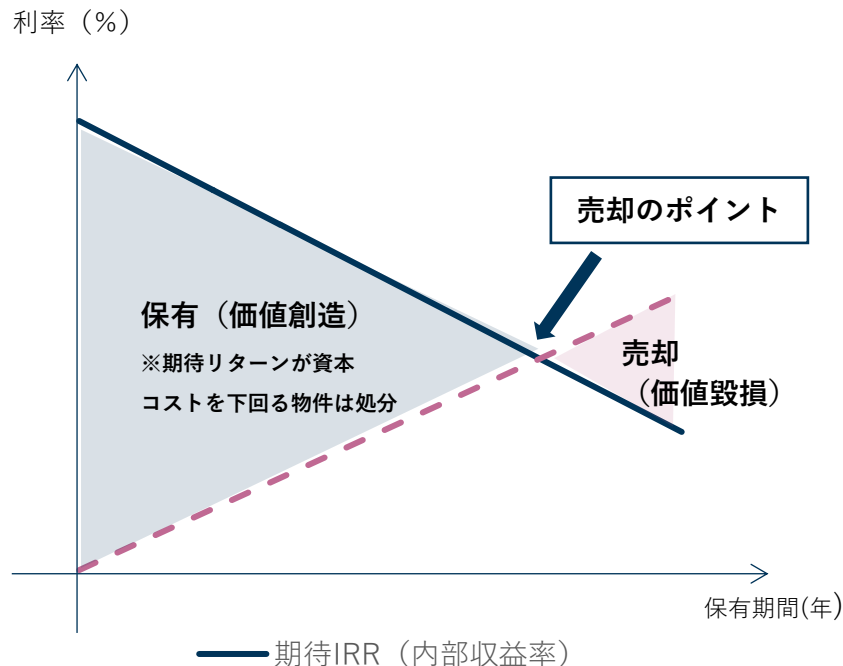 利率（%）
売却のポイント
保有（価値創造）
※期待リターンが資本
コストを下回る物件は処分
売却
（価値毀損）
保有期間(年)
期待IRR（内部収益率）